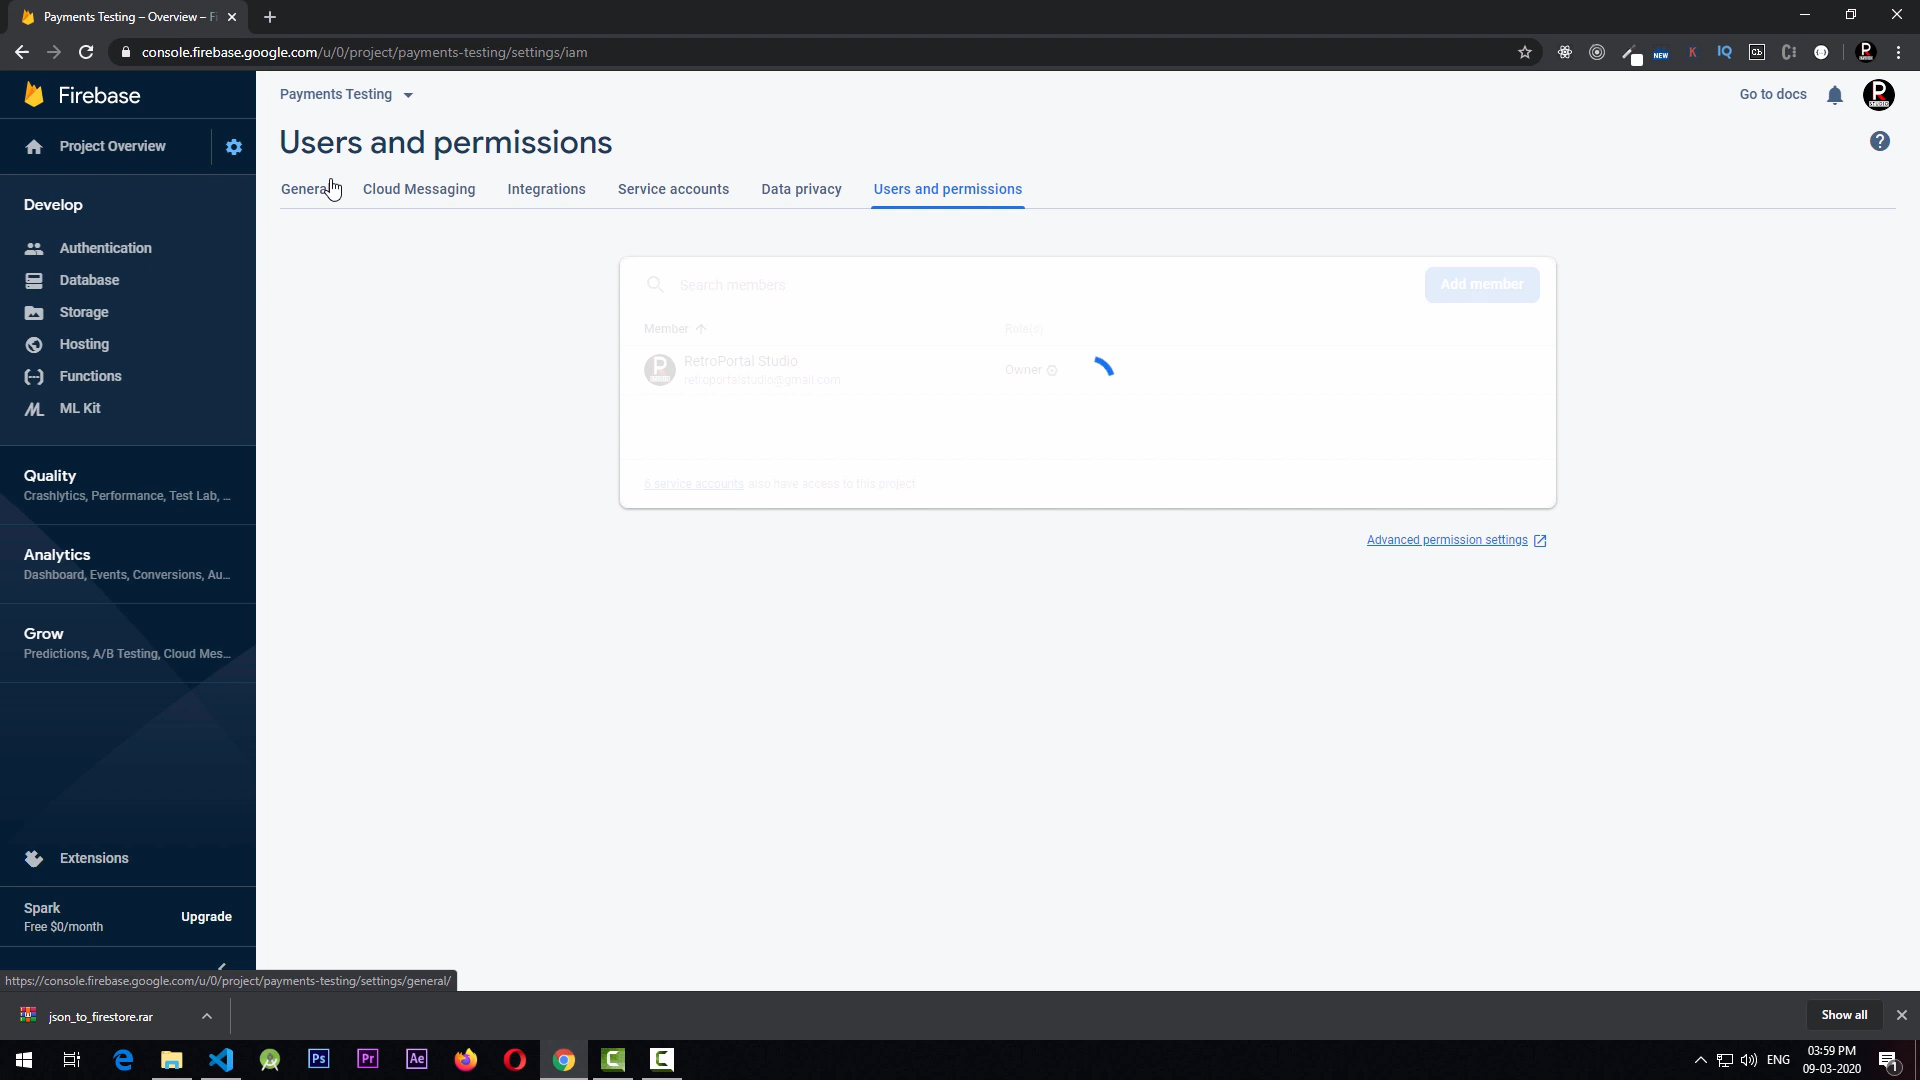 Payments Testing – Overview – Fi
console.firebase.google.com/u/0/project/payments-testing/settings/iam
NEW
K
IQ
Firebase
Payments Testing
Go to docs
R
STUDIO
Project Overview
Users and permissions
?
General
Cloud Messaging
Integrations
Service accounts
Data privacy
Users and permissions
Develop
Authentication
Database
Storage
Hosting
Functions
ML Kit
Search members
Add member
Member
Role(s)
RetroPortal Studio
retroportalstudio@gmail.com
Owner
6 service accounts also have access to this project
Advanced permission settings
Quality
Crashlytics, Performance, Test Lab, ...
Analytics
Dashboard, Events, Conversions, Au...
Grow
Predictions, A/B Testing, Cloud Mes...
Extensions
Spark
Free $0/month
Upgrade
https://console.firebase.google.com/u/0/project/payments-testing/settings/general/
json_to_firestore.rar
Show all
Ps
Pr
Ae
ENG
03:59 PM
09-03-2020
1